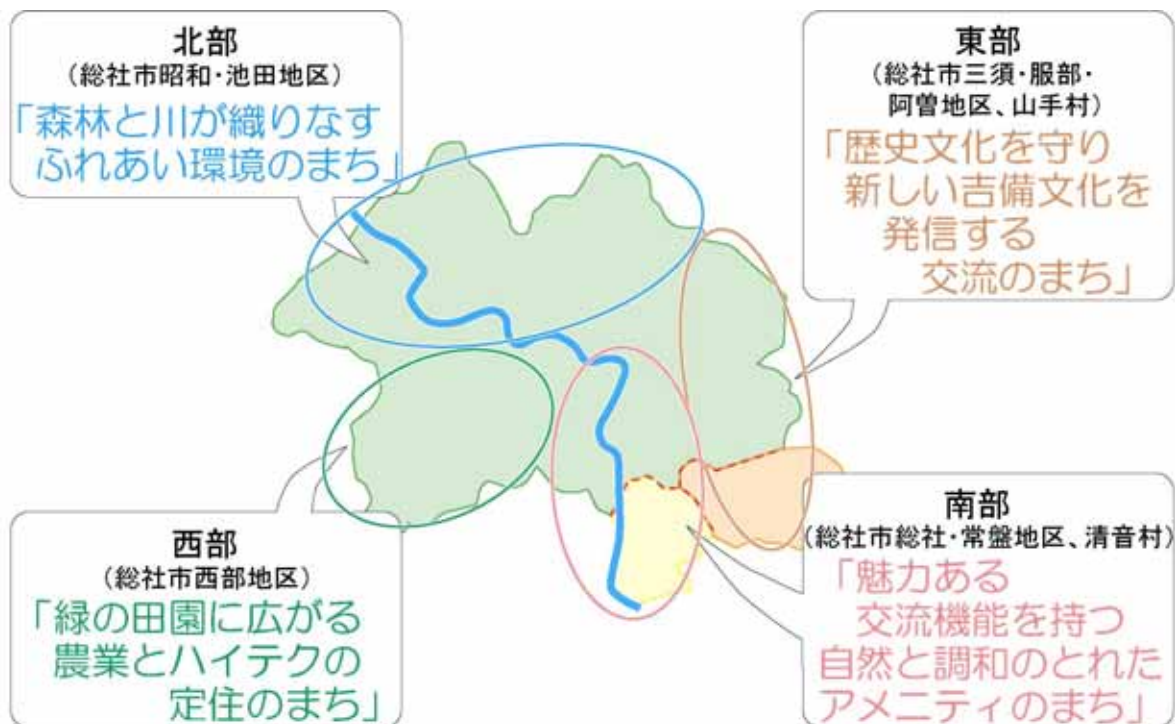 北部
(総社市昭和・池田地区)
「森林と川が織りなす
ふれあい環境のまち」
東部
(総社市三須・服部・
阿曽地区、山手村)
「歴史文化を守り
新しい吉備文化を
発信する
交流のまち」
西部
(総社市西部地区)
「緑の田園に広がる
農業とハイテクの
定住のまち」
南部
(総社市総社・常盤地区、清音村)
「魅力ある
交流機能を持つ
自然と調和のとれた
アメニティのまち」